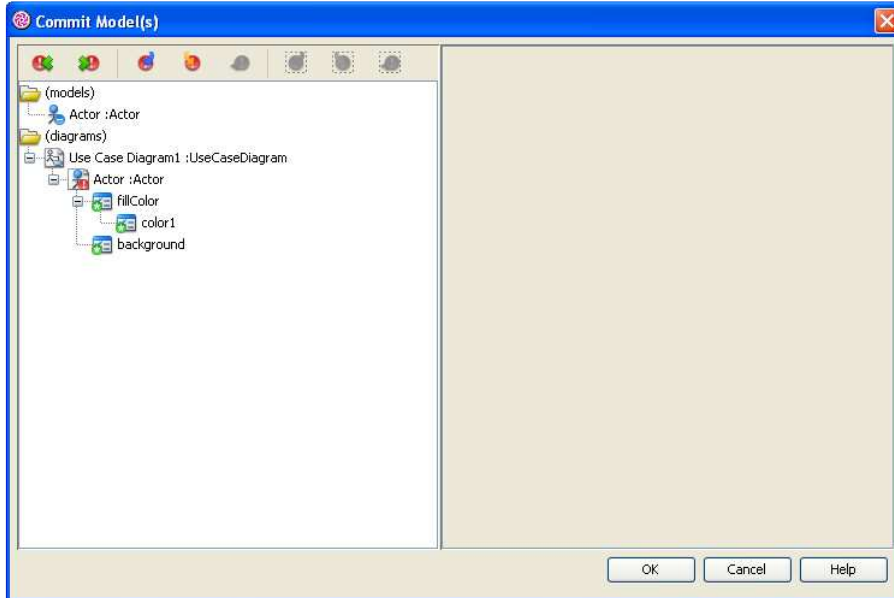 Commit Model(s)
(models)
Actor :Actor
(diagrams)
Use Case Diagram1 :UseCaseDiagram
Actor :Actor
fillColor
color1
background
OK Cancel Help